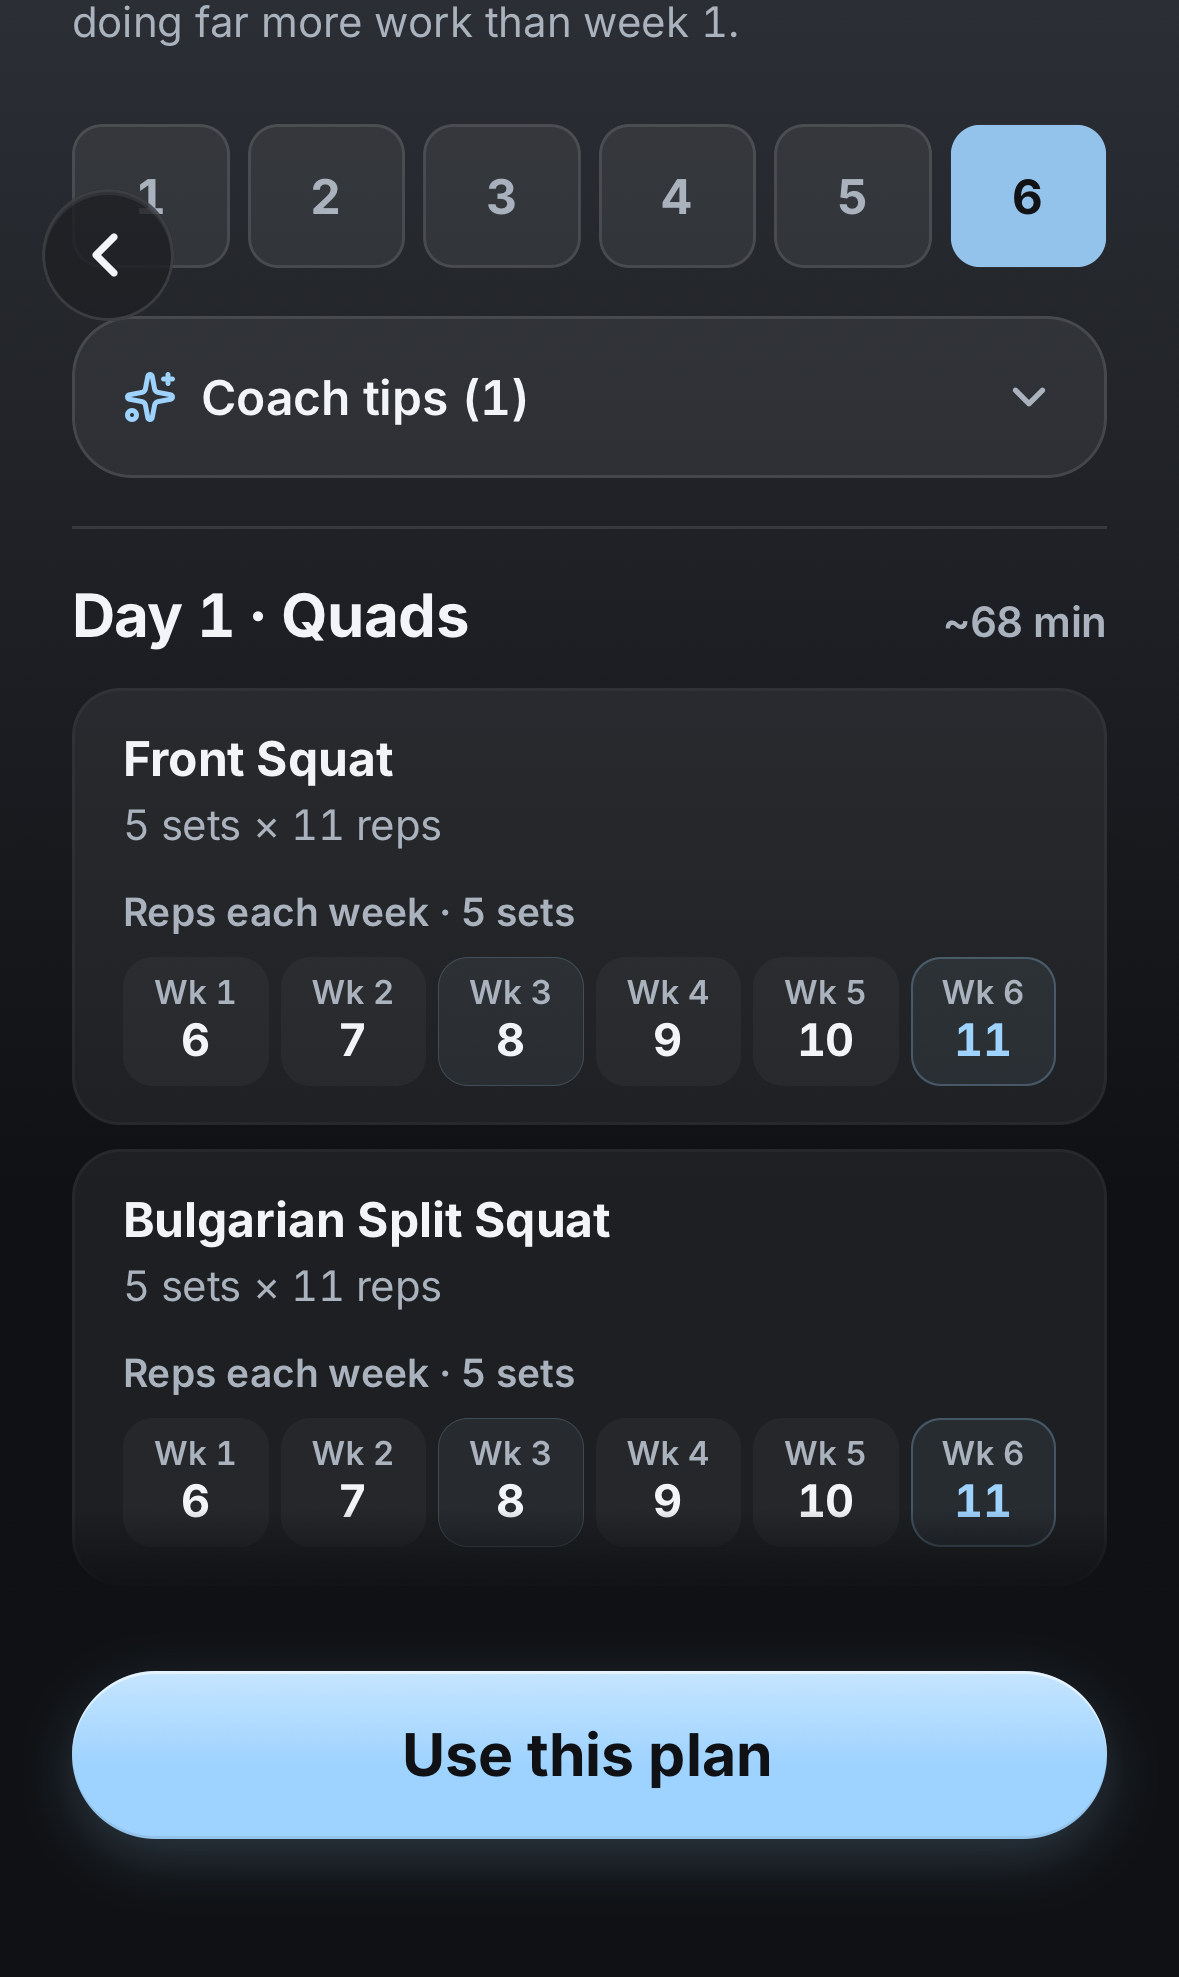 doing far more work than week 1.
1 2 3 4 5 6
Coach tips (1)
Day 1 · Quads ~68 min
Front Squat
5 sets × 11 reps
Reps each week · 5 sets
Wk 1 Wk 2 Wk 3 Wk 4 Wk 5 Wk 6
6 7 8 9 10 11
Bulgarian Split Squat
5 sets × 11 reps
Reps each week · 5 sets
Wk 1 Wk 2 Wk 3 Wk 4 Wk 5 Wk 6
6 7 8 9 10 11
Use this plan